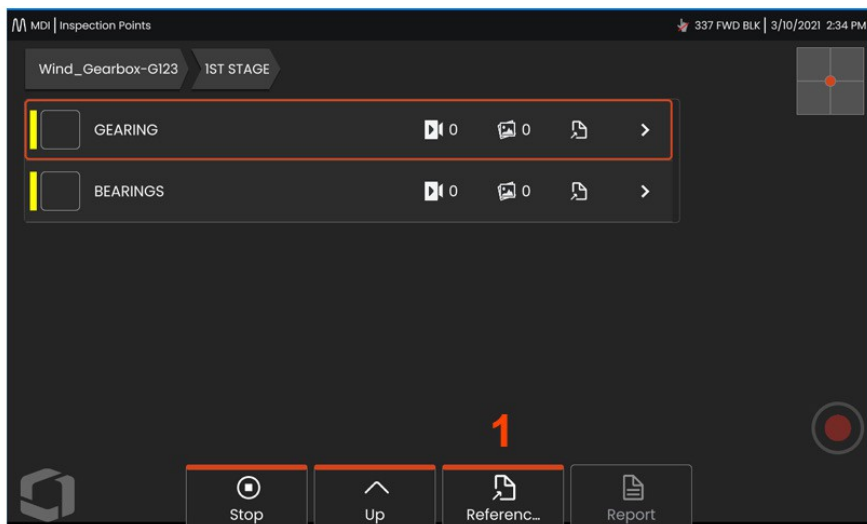 MDI | Inspection Points
337 FWD BLK | 3/10/2021 2:34 PM
Wind_Gearbox-G123 1ST STAGE
GEARING 0 0
BEARINGS 0 0
1
Stop Up Referenc... Report